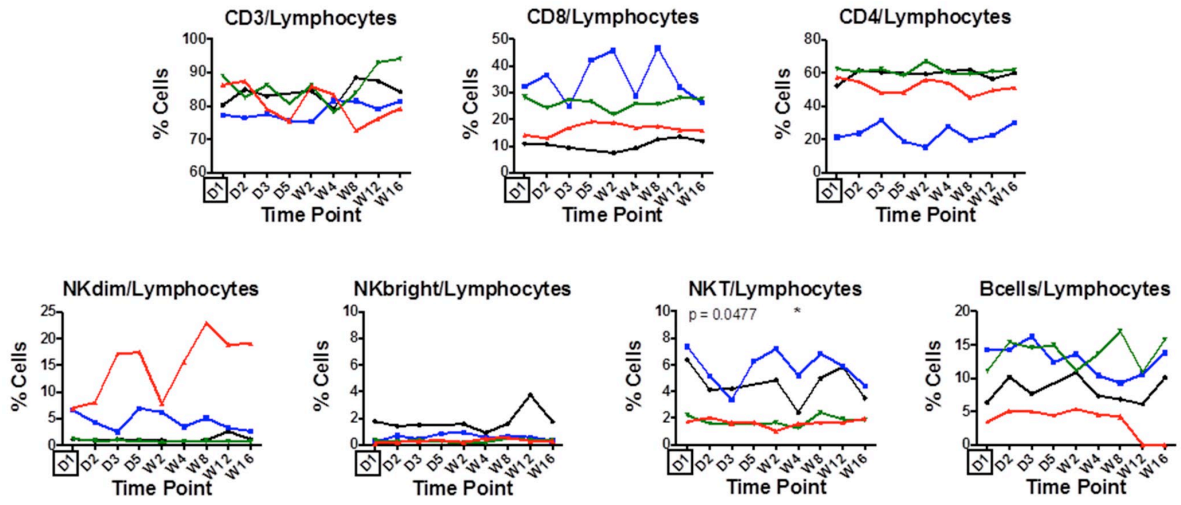 CD3/Lymphocytes CD8/Lymphocytes CD4/Lymphocytes
100 50 80
90 40 60
80 30 40
70 20 20
60 10 0
0
% Cells % Cells % Cells
D1 D2 D3 D5 W2 W4 W8 W12 W16 D1 D2 D3 D5 W2 W4 W8 W12 W16 D1 D2 D3 D5 W2 W4 W8 W12 W16
Time Point Time Point Time Point
NKdim/Lymphocytes NKbright/Lymphocytes NKT/Lymphocytes Bcells/Lymphocytes
25 10 10 20
p = 0.0477 *
20 8 8 15
15 6 6 10
10 4 4 5
5 2 2 0
0 0 0
% Cells % Cells % Cells % Cells
D1 D2 D3 D5 W2 W4 W8 W12 W16 D1 D2 D3 D5 W2 W4 W8 W12 W16 D1 D2 D3 D5 W2 W4 W8 W12 W16 D1 D2 D3 D5 W2 W4 W8 W12 W16
Time Point Time Point Time Point Time Point